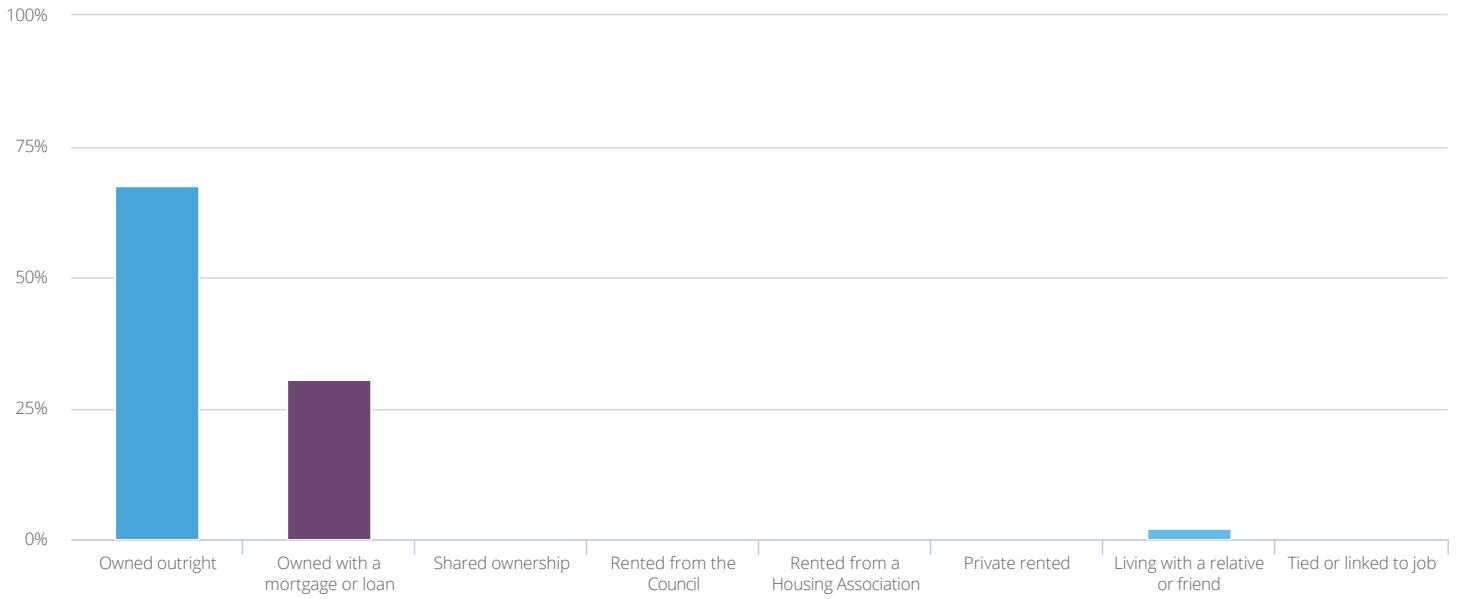 100%
75%
50%
25%
0%
Owned outright
Owned with a
mortgage or loan
Shared ownership
Rented from the
Council
Rented from a
Housing Association
Private rented
Living with a relative
or friend
Tied or linked to job